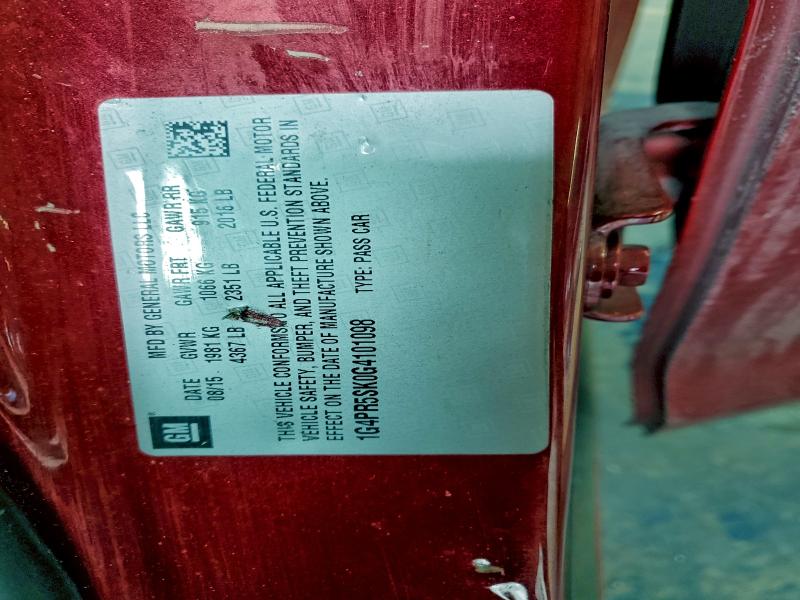 GM
MFD BY GENERAL MOTORS LLC
DATE GVWR GAWR FRT GAWR RR
08/15 1981 KG 1066 KG 915 KG
4367 LB 2351 LB 2016 LB
THIS VEHICLE CONFORMS TO ALL APPLICABLE U.S. FEDERAL MOTOR
VEHICLE SAFETY, BUMPER, AND THEFT PREVENTION STANDARDS IN
EFFECT ON THE DATE OF MANUFACTURE SHOWN ABOVE.
1G4PR5SK0G4101098 TYPE: PASS CAR